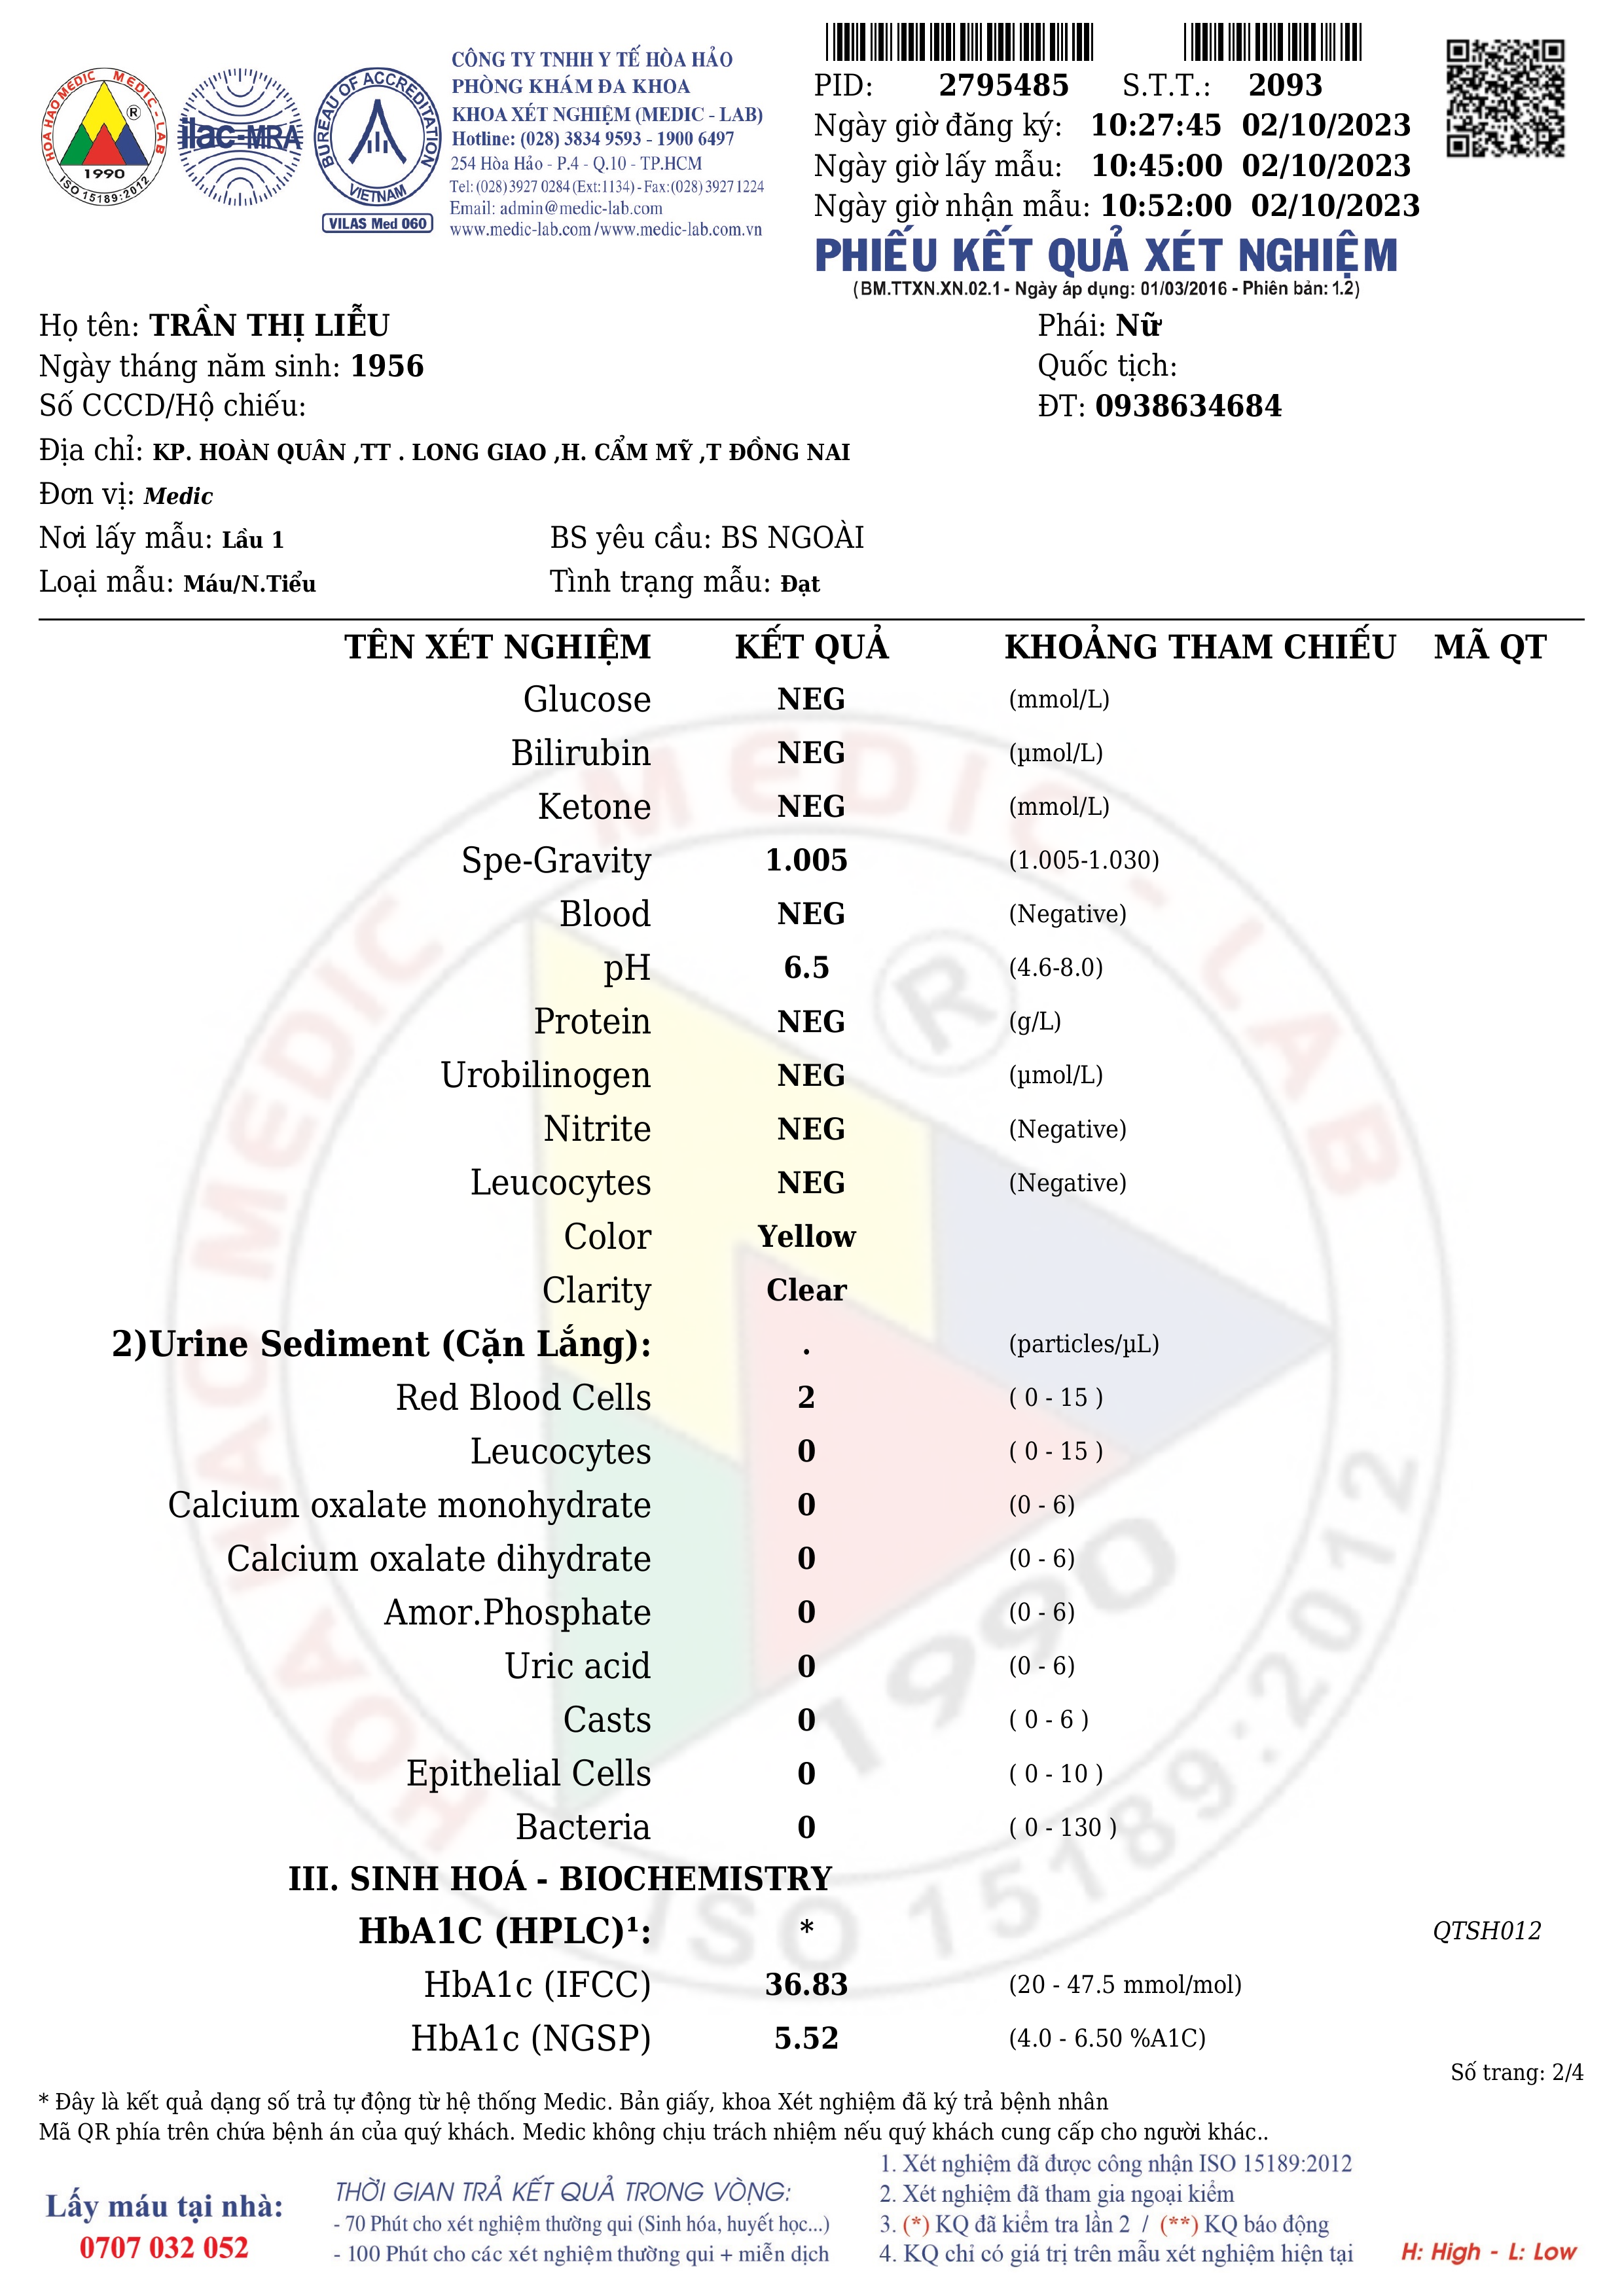 HOA HAO MEDIC MEDIC - LAB
®
1990
ISO 15189:2012
ilac-MRA
BUREAU OF ACCREDITATION
VIETNAM
VILAS Med 060
CÔNG TY TNHH Y TẾ HÒA HẢO
PHÒNG KHÁM ĐA KHOA
KHOA XÉT NGHIỆM (MEDIC - LAB)
Hotline: (028) 3834 9593 - 1900 6497
254 Hòa Hảo - P.4 - Q.10 - TP.HCM
Tel: (028) 3927 0284 (Ext:1134) - Fax: (028) 3927 1224
Email: admin@medic-lab.com
www.medic-lab.com /www.medic-lab.com.vn
PID: 2795485 S.T.T.: 2093
Ngày giờ đăng ký: 10:27:45 02/10/2023
Ngày giờ lấy mẫu: 10:45:00 02/10/2023
Ngày giờ nhận mẫu: 10:52:00 02/10/2023
PHIẾU KẾT QUẢ XÉT NGHIỆM
(BM.TTXN.XN.02.1 - Ngày áp dụng: 01/03/2016 - Phiên bản: 1.2)
Họ tên: TRẦN THỊ LIỄU Phái: Nữ
Ngày tháng năm sinh: 1956 Quốc tịch:
Số CCCD/Hộ chiếu: ĐT: 0938634684
Địa chỉ: KP. HOÀN QUÂN ,TT . LONG GIAO ,H. CẨM MỸ ,T ĐỒNG NAI
Đơn vị: Medic
Nơi lấy mẫu: Lầu 1 BS yêu cầu: BS NGOÀI
Loại mẫu: Máu/N.Tiểu Tình trạng mẫu: Đạt
TÊN XÉT NGHIỆM KẾT QUẢ KHOẢNG THAM CHIẾU MÃ QT
Glucose NEG (mmol/L)
Bilirubin NEG (µmol/L)
Ketone NEG (mmol/L)
Spe-Gravity 1.005 (1.005-1.030)
Blood NEG (Negative)
pH 6.5 (4.6-8.0)
Protein NEG (g/L)
Urobilinogen NEG (µmol/L)
Nitrite NEG (Negative)
Leucocytes NEG (Negative)
Color Yellow
Clarity Clear
2)Urine Sediment (Cặn Lắng): . (particles/µL)
Red Blood Cells 2 ( 0 - 15 )
Leucocytes 0 ( 0 - 15 )
Calcium oxalate monohydrate 0 (0 - 6)
Calcium oxalate dihydrate 0 (0 - 6)
Amor.Phosphate 0 (0 - 6)
Uric acid 0 (0 - 6)
Casts 0 ( 0 - 6 )
Epithelial Cells 0 ( 0 - 10 )
Bacteria 0 ( 0 - 130 )
III. SINH HOÁ - BIOCHEMISTRY
HbA1C (HPLC)¹: * QTSH012
HbA1c (IFCC) 36.83 (20 - 47.5 mmol/mol)
HbA1c (NGSP) 5.52 (4.0 - 6.50 %A1C)
HOA HAO MEDIC MEDIC - LAB
®
1990
ISO 15189:2012
Số trang: 2/4
* Đây là kết quả dạng số trả tự động từ hệ thống Medic. Bản giấy, khoa Xét nghiệm đã ký trả bệnh nhân
Mã QR phía trên chứa bệnh án của quý khách. Medic không chịu trách nhiệm nếu quý khách cung cấp cho người khác..
Lấy máu tại nhà:
0707 032 052
THỜI GIAN TRẢ KẾT QUẢ TRONG VÒNG:
- 70 Phút cho xét nghiệm thường qui (Sinh hóa, huyết học...)
- 100 Phút cho các xét nghiệm thường qui + miễn dịch
1. Xét nghiệm đã được công nhận ISO 15189:2012
2. Xét nghiệm đã tham gia ngoại kiểm
3. (*) KQ đã kiểm tra lần 2 / (**) KQ báo động
4. KQ chỉ có giá trị trên mẫu xét nghiệm hiện tại
H: High - L: Low